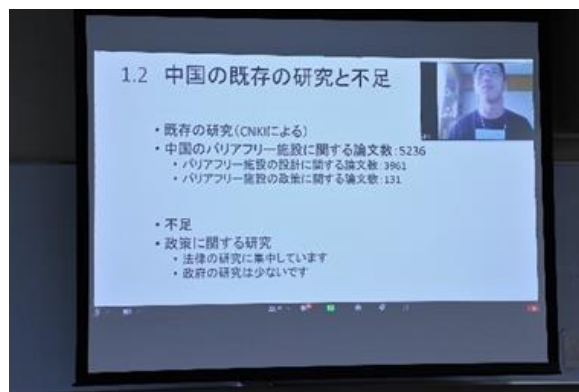 1.2 中国の既存の研究と不足
・既存の研究(CNKIによる)
・中国のバリアフリー施設に関する論文数:5236
・バリアフリー施設の設計に関する論文数:3961
・バリアフリー施設の政策に関する論文数:131
・不足
・政策に関する研究
・法律の研究に集中しています
・政府の研究は少ないです